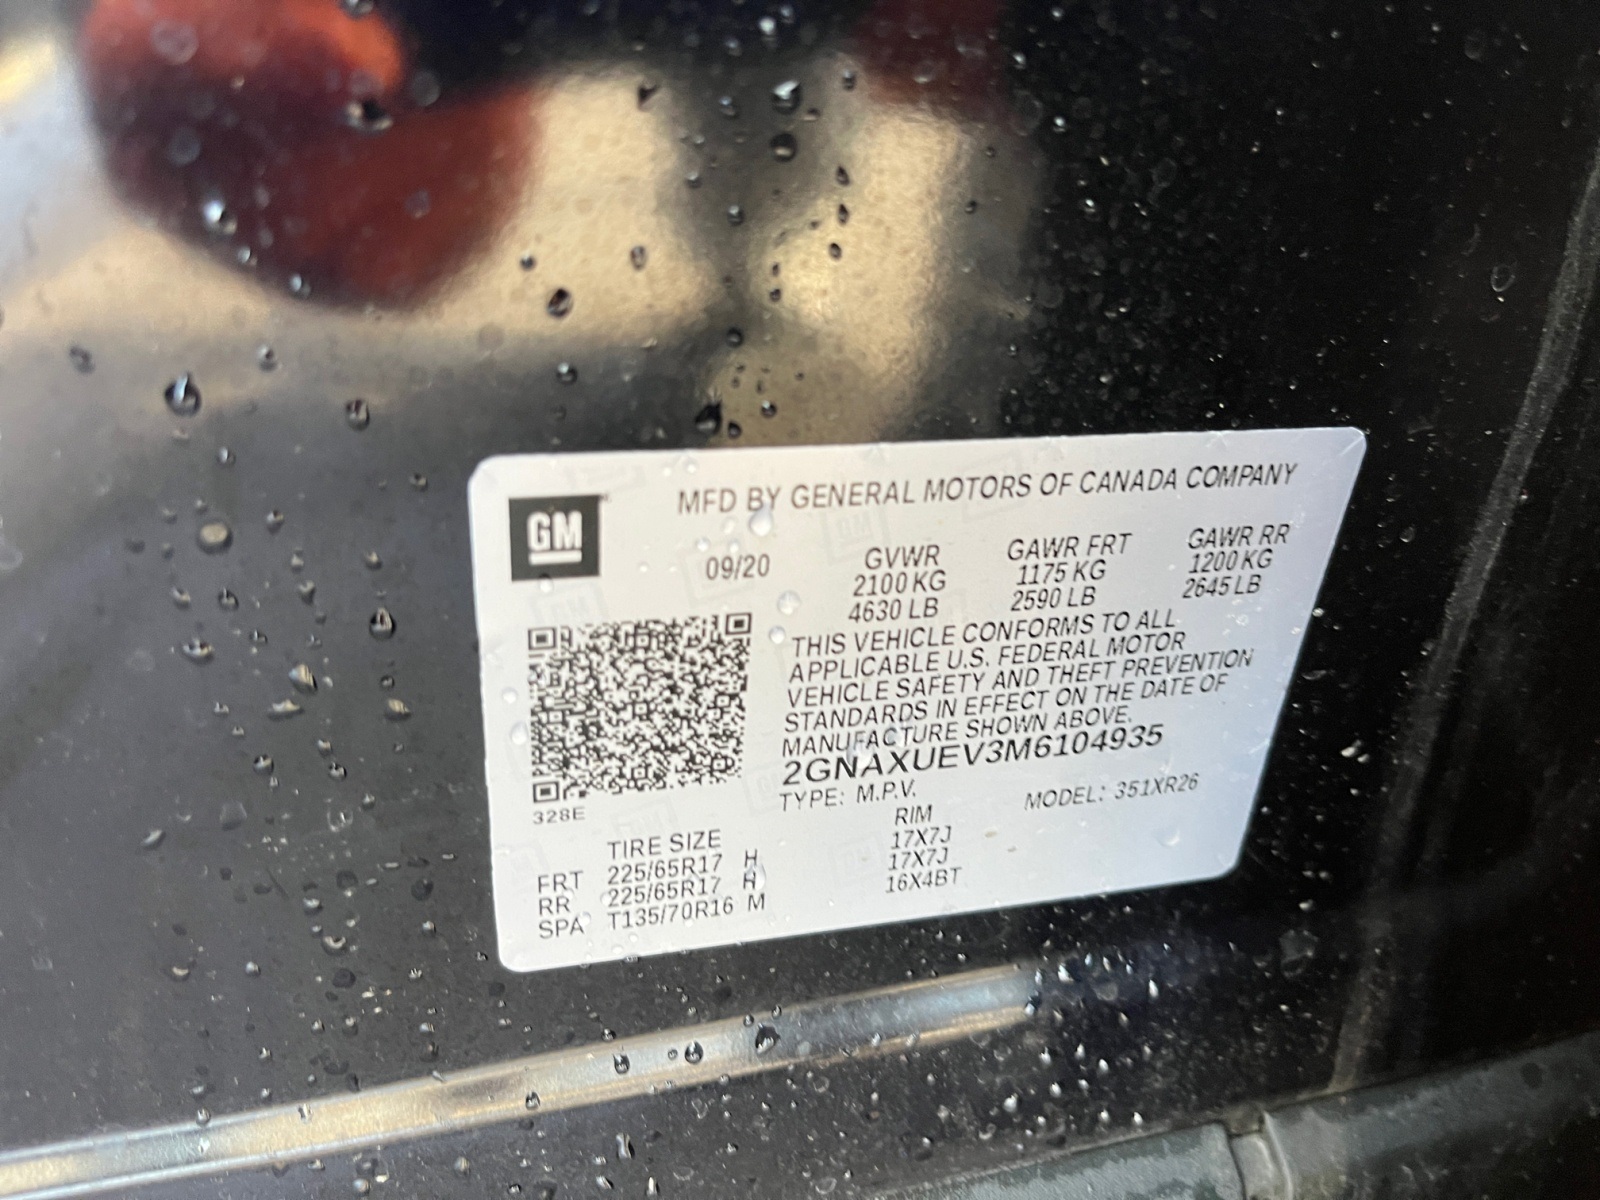 GM
MFD BY GENERAL MOTORS OF CANADA COMPANY
09/20
GVWR GAWR FRT GAWR RR
2100 KG 1175 KG 1200 KG
4630 LB 2590 LB 2645 LB
THIS VEHICLE CONFORMS TO ALL
APPLICABLE U.S. FEDERAL MOTOR
VEHICLE SAFETY AND THEFT PREVENTION
STANDARDS IN EFFECT ON THE DATE OF
MANUFACTURE SHOWN ABOVE.
2GNAXUEV3M6104935
TYPE: M.P.V. MODEL: 351XR26
328E
TIRE SIZE RIM
FRT 225/65R17 H 17X7J
RR 225/65R17 H 17X7J
SPA T135/70R16 M 16X4BT